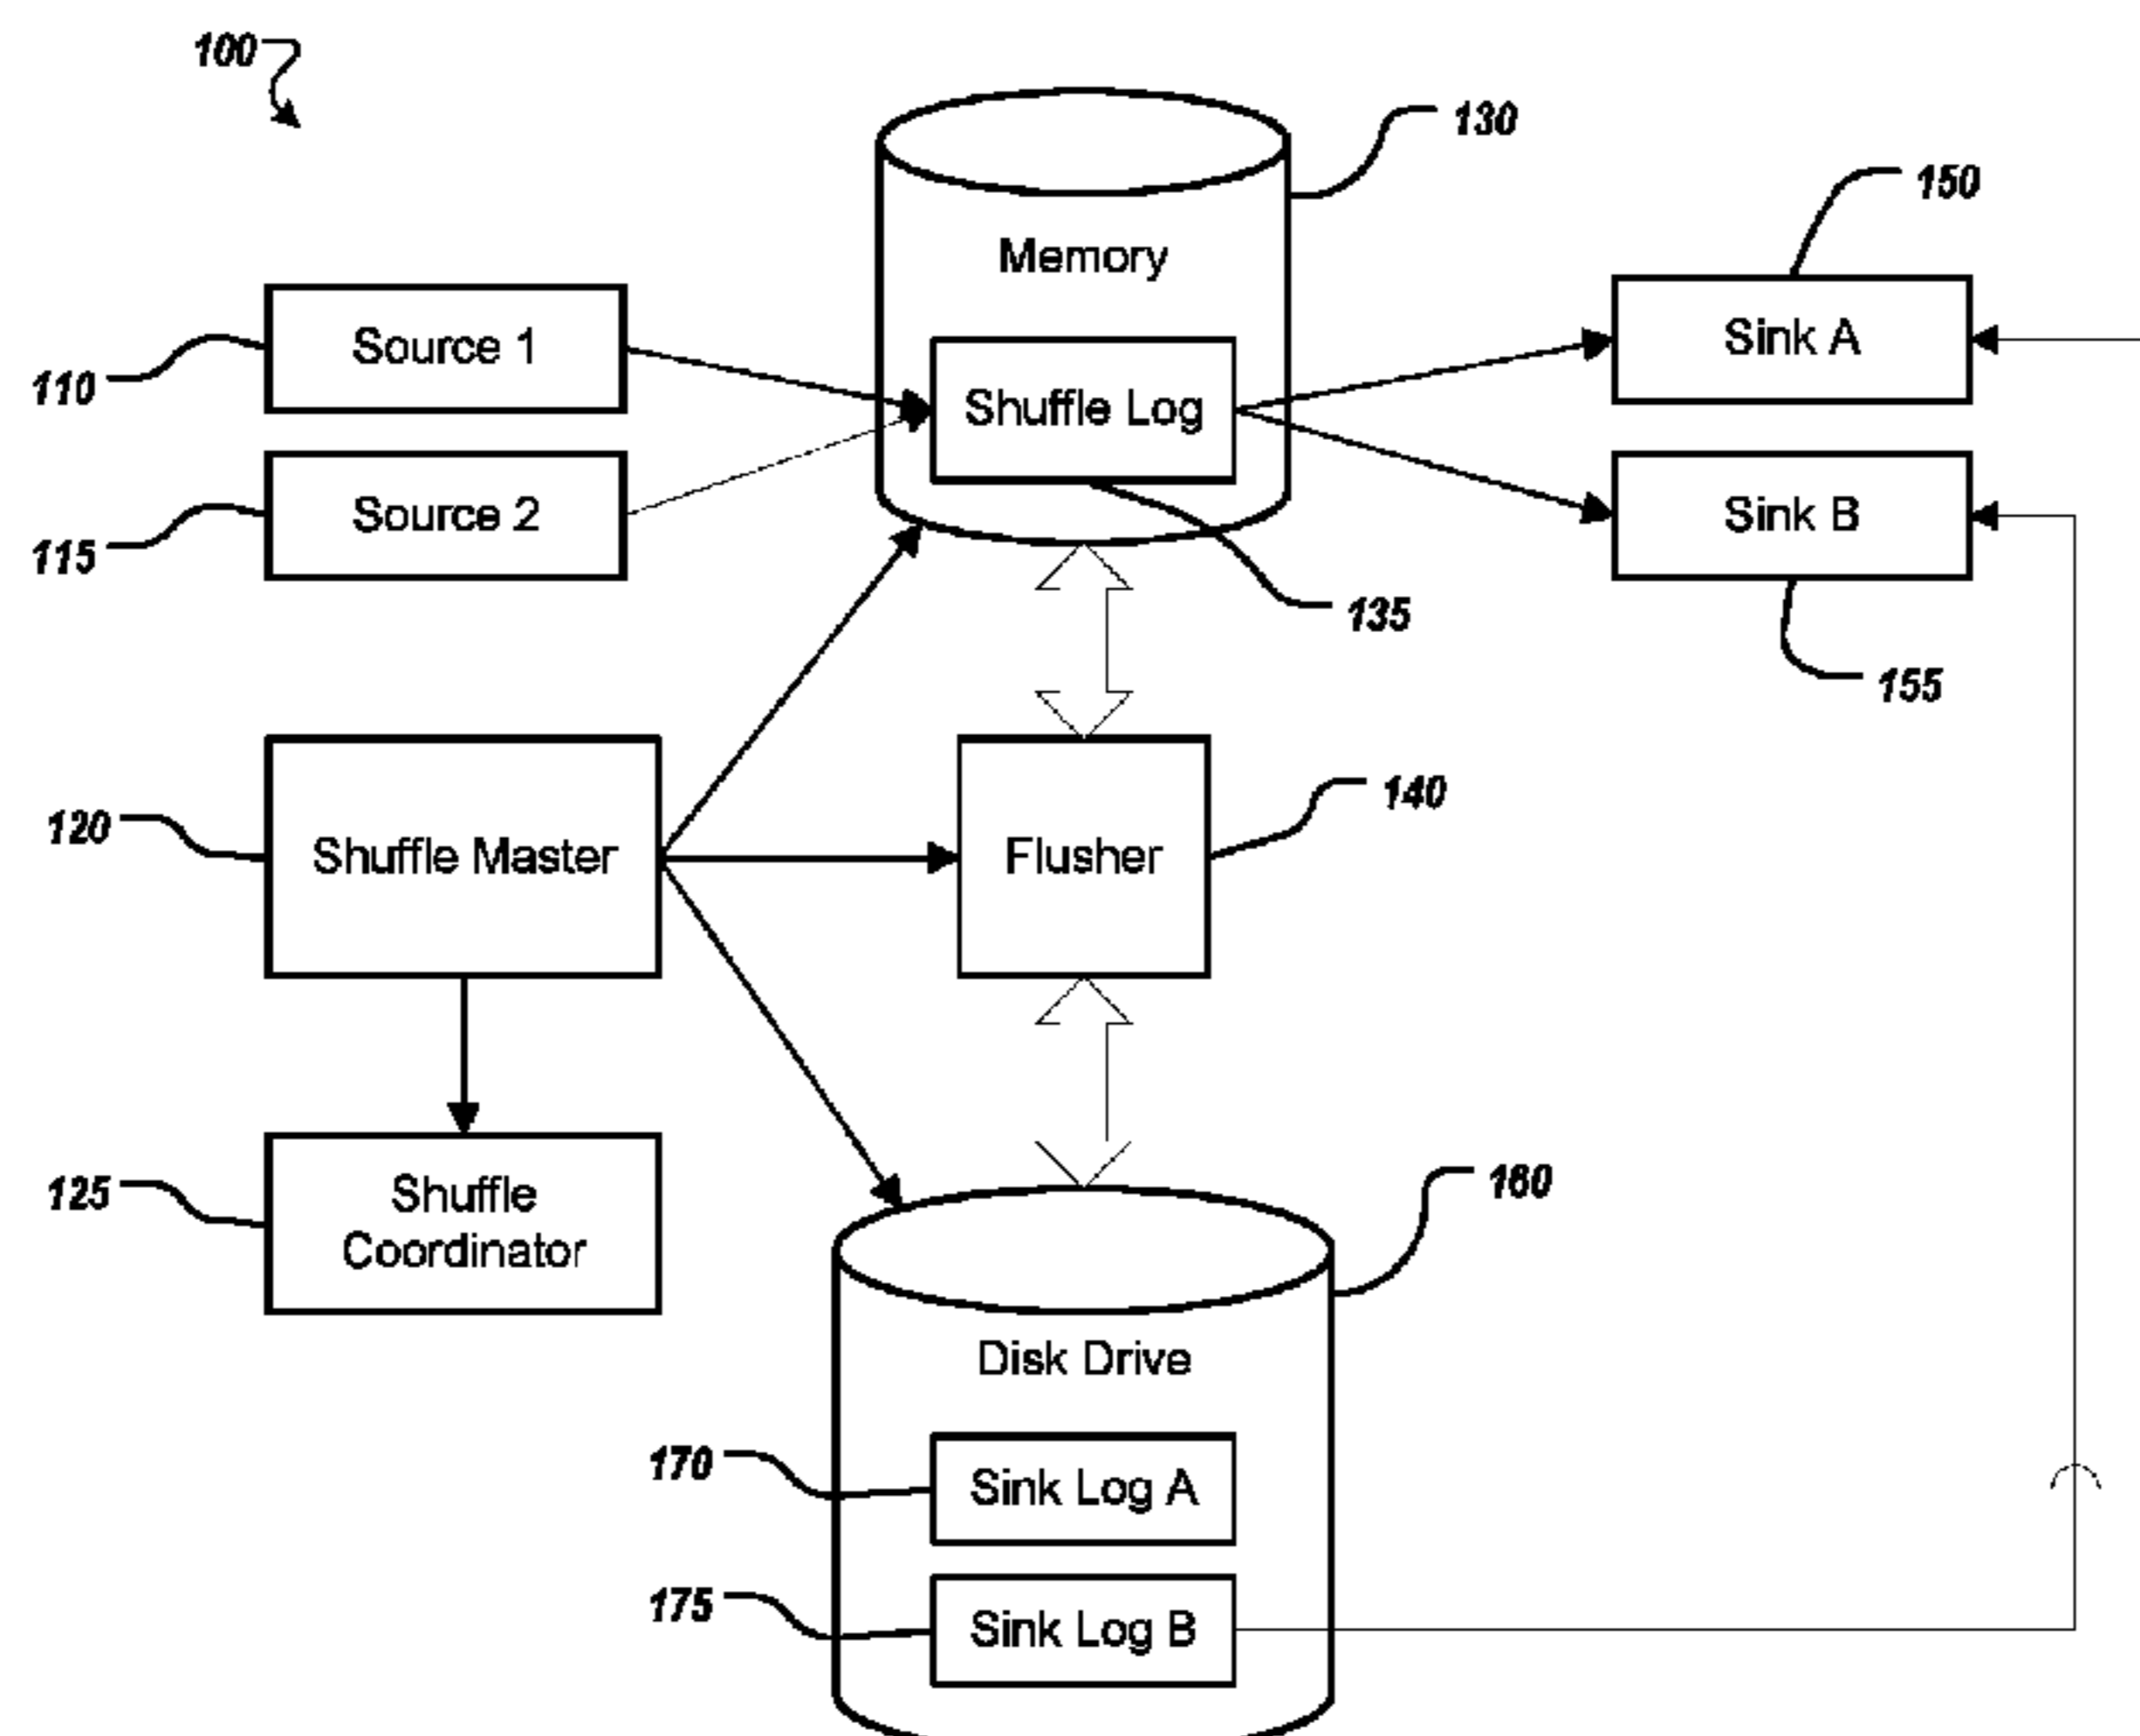 100
130
150
Memory
Source 1
Sink A
110
Shuffle Log
Source 2
Sink B
115
135
155
140
120
Shuffle Master
Flusher
160
125
Shuffle
Coordinator
Disk Drive
170
Sink Log A
175
Sink Log B